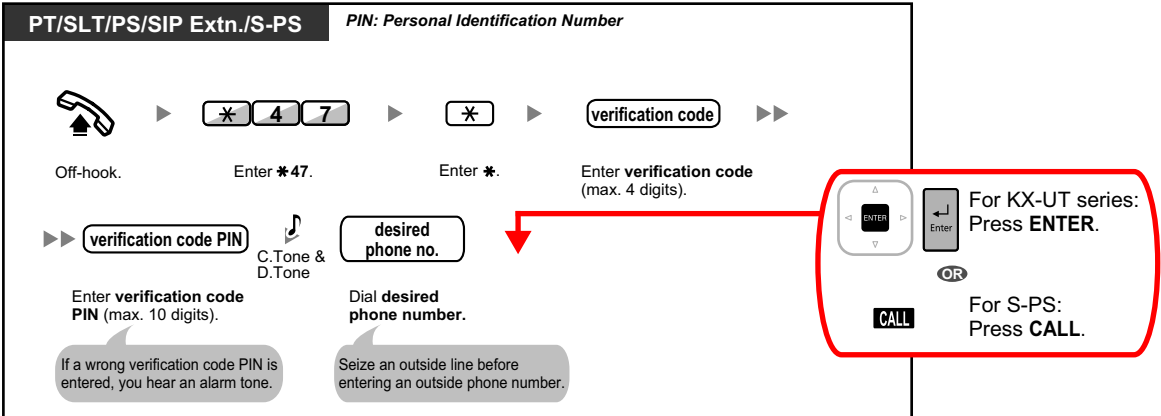 PT/SLT/PS/SIP Extn./S-PS
PIN: Personal Identification Number
* 4 7
*
verification code
Off-hook.
Enter *47.
Enter *.
Enter verification code
(max. 4 digits).
verification code PIN
C.Tone &
D.Tone
desired
phone no.
Enter verification code
PIN (max. 10 digits).
Dial desired
phone number.
If a wrong verification code PIN is
entered, you hear an alarm tone.
Seize an outside line before
entering an outside phone number.
ENTER
Enter
For KX-UT series:
Press ENTER.
OR
CALL
For S-PS:
Press CALL.